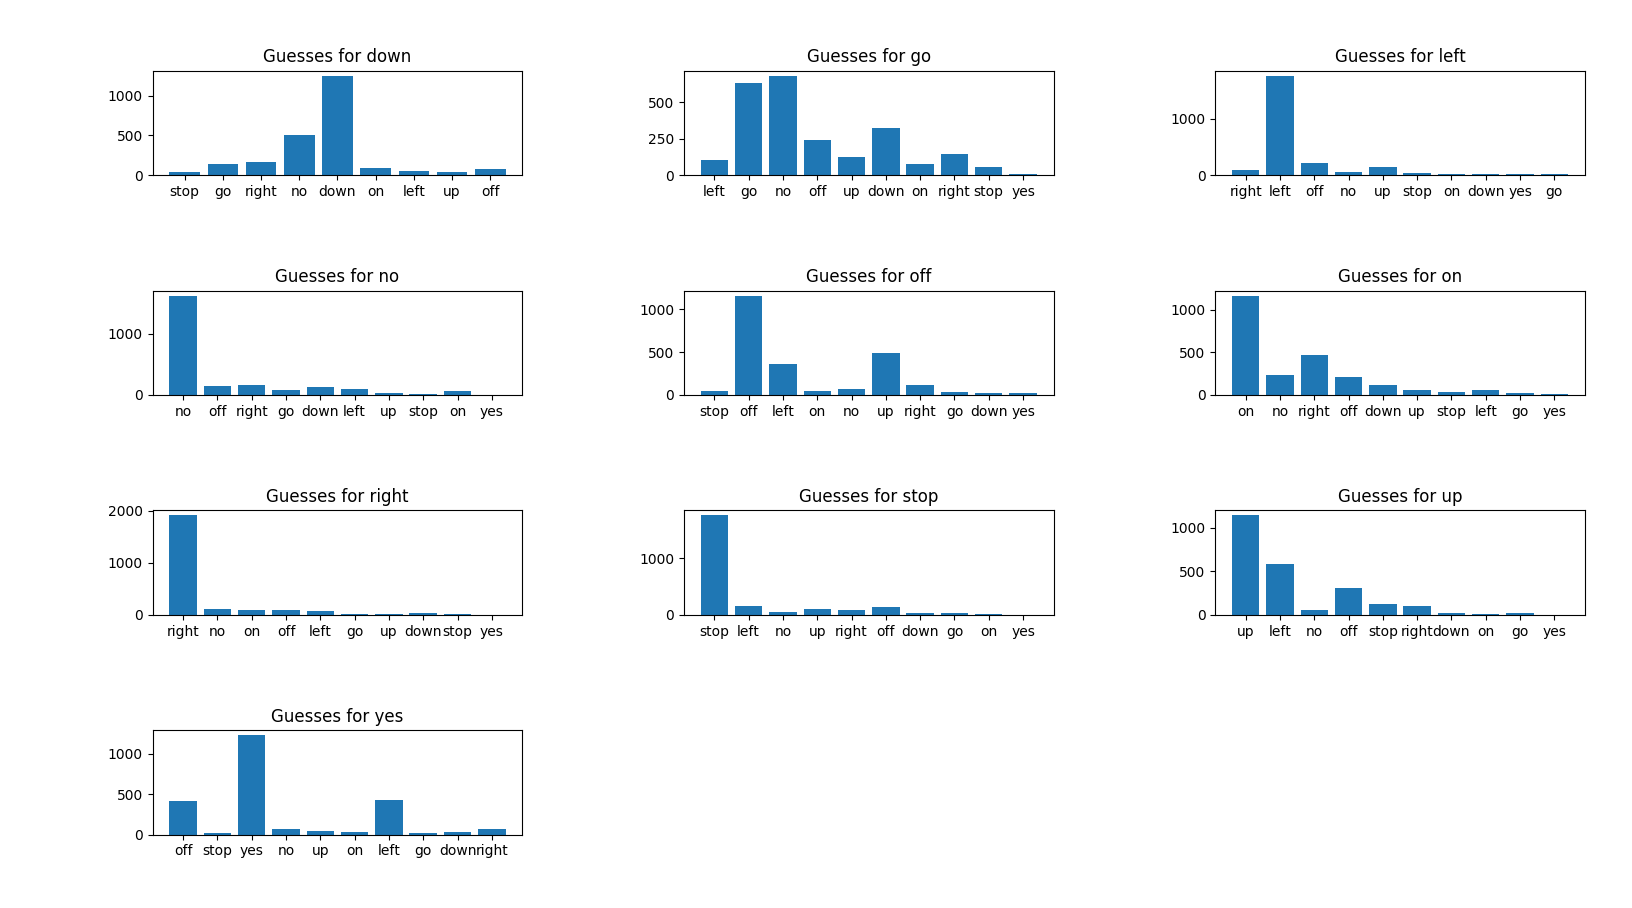 Guesses for down
1000
500
0
stop go right no down on left up off
Guesses for go
500
250
0
left go no off up down on right stop yes
Guesses for left
1000
0
right left off no up stop on down yes go
Guesses for no
1000
0
no off right go down left up stop on yes
Guesses for off
1000
500
0
stop off left on no up right go down yes
Guesses for on
1000
500
0
on no right off down up stop left go yes
Guesses for right
2000
1000
0
right no on off left go up down stop yes
Guesses for stop
1000
0
stop left no up right off down go on yes
Guesses for up
1000
500
0
up left no off stop right down on go yes
Guesses for yes
1000
500
0
off stop yes no up on left go down right